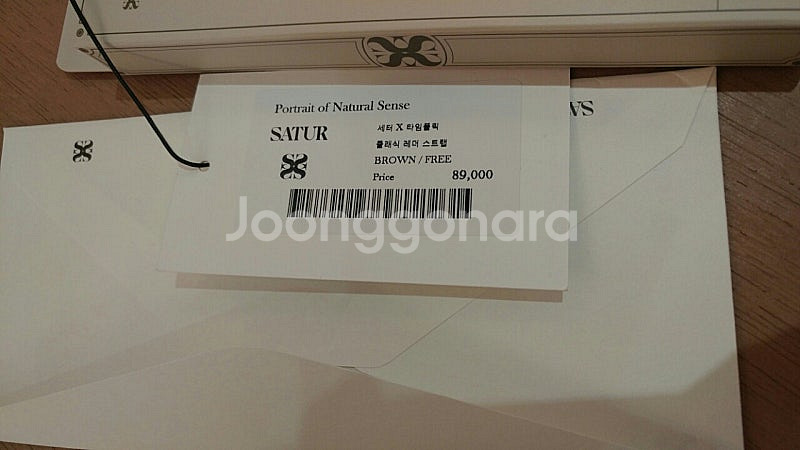 Portrait of Natural Sense
SATUR
세터 X 타임플릭
클래식 레더 스트랩
BROWN / FREE
Price 89,000
Joonggonara